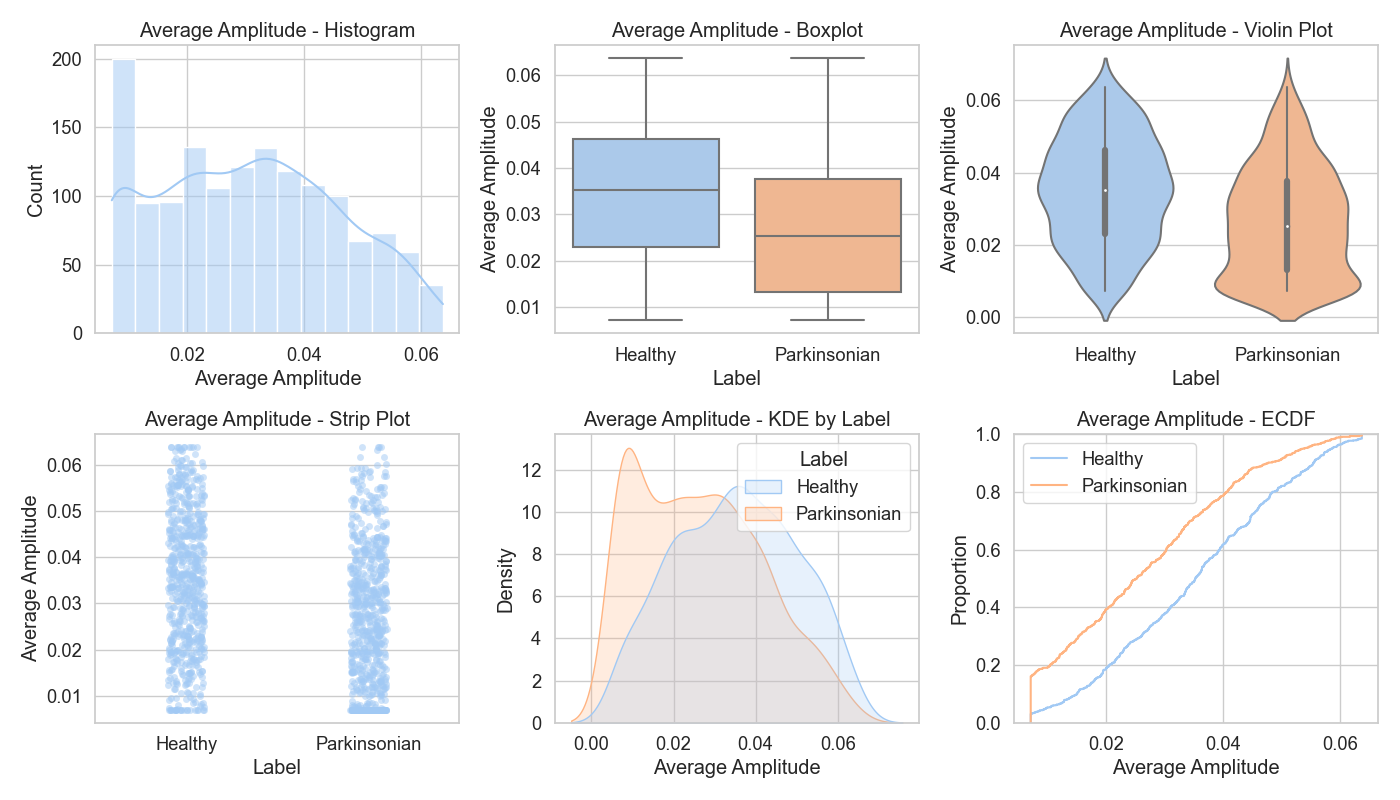 Average Amplitude - Histogram
Count
200
150
100
50
0
0.02 0.04 0.06
Average Amplitude
Average Amplitude - Boxplot
Average Amplitude
0.06
0.05
0.04
0.03
0.02
0.01
Healthy Parkinsonian
Label
Average Amplitude - Violin Plot
Average Amplitude
0.06
0.04
0.02
0.00
Healthy Parkinsonian
Label
Average Amplitude - Strip Plot
Average Amplitude
0.06
0.05
0.04
0.03
0.02
0.01
Healthy Parkinsonian
Label
Average Amplitude - KDE by Label
Density
12
10
8
6
4
2
0
Label
Healthy
Parkinsonian
0.00 0.02 0.04 0.06
Average Amplitude
Average Amplitude - ECDF
Proportion
1.0
0.8
0.6
0.4
0.2
0.0
Healthy
Parkinsonian
0.02 0.04 0.06
Average Amplitude